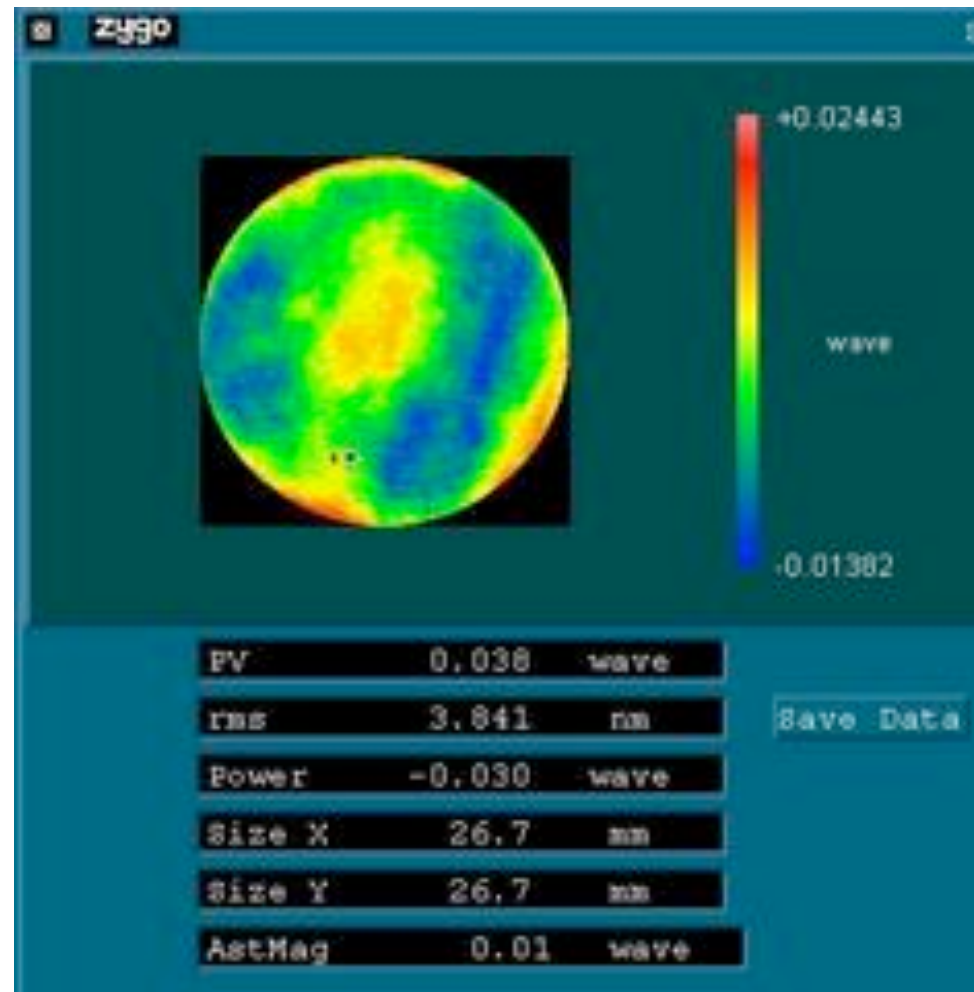 zygo
+0.02443
wave
-0.01382
PV 0.038 wave
rms 3.841 nm
Save Data
Power -0.030 wave
Size X 26.7 mm
Size Y 26.7 mm
AstMag 0.01 wave